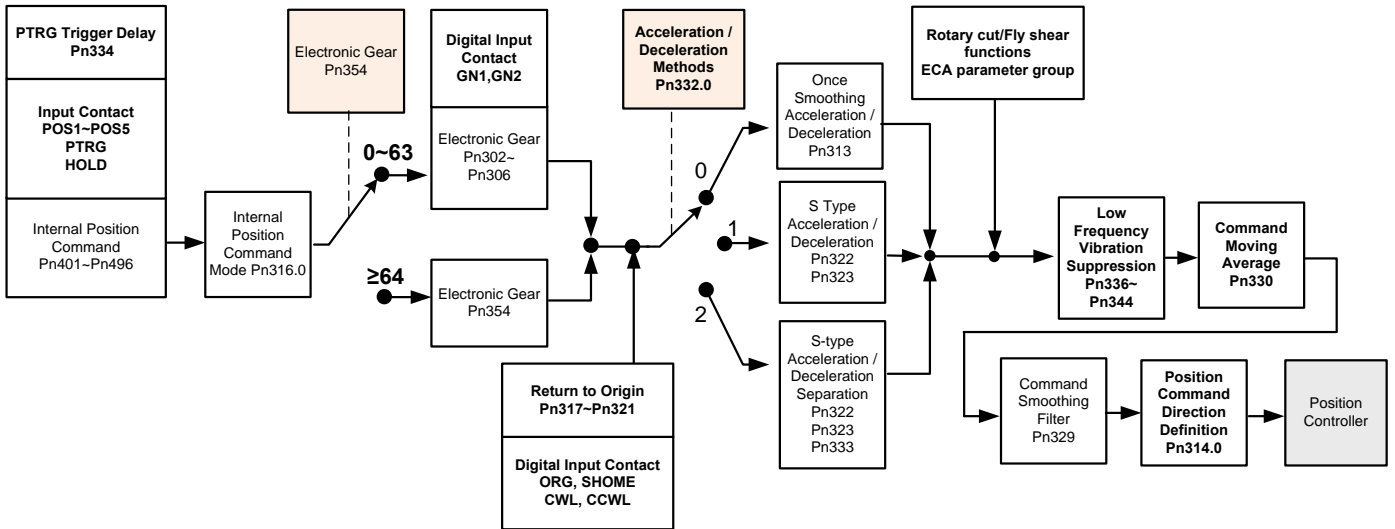 PTRG Trigger Delay
Pn334
Input Contact
POS1~POS5
PTRG
HOLD
Internal Position
Command
Pn401~Pn496
Internal
Position
Command
Mode Pn316.0
Electronic Gear
Pn354
0~63
≥64
Digital Input
Contact
GN1,GN2
Electronic Gear
Pn302~
Pn306
Electronic Gear
Pn354
Return to Origin
Pn317~Pn321
Digital Input Contact
ORG, SHOME
CWL, CCWL
Acceleration /
Deceleration
Methods
Pn332.0
0
1
2
Once
Smoothing
Acceleration /
Deceleration
Pn313
S Type
Acceleration /
Deceleration
Pn322
Pn323
S-type
Acceleration /
Deceleration
Separation
Pn322
Pn323
Pn333
Rotary cut/Fly shear
functions
ECA parameter group
Low
Frequency
Vibration
Suppression
Pn336~
Pn344
Command
Moving
Average
Pn330
Command
Smoothing
Filter
Pn329
Position
Command
Direction
Definition
Pn314.0
Position
Controller